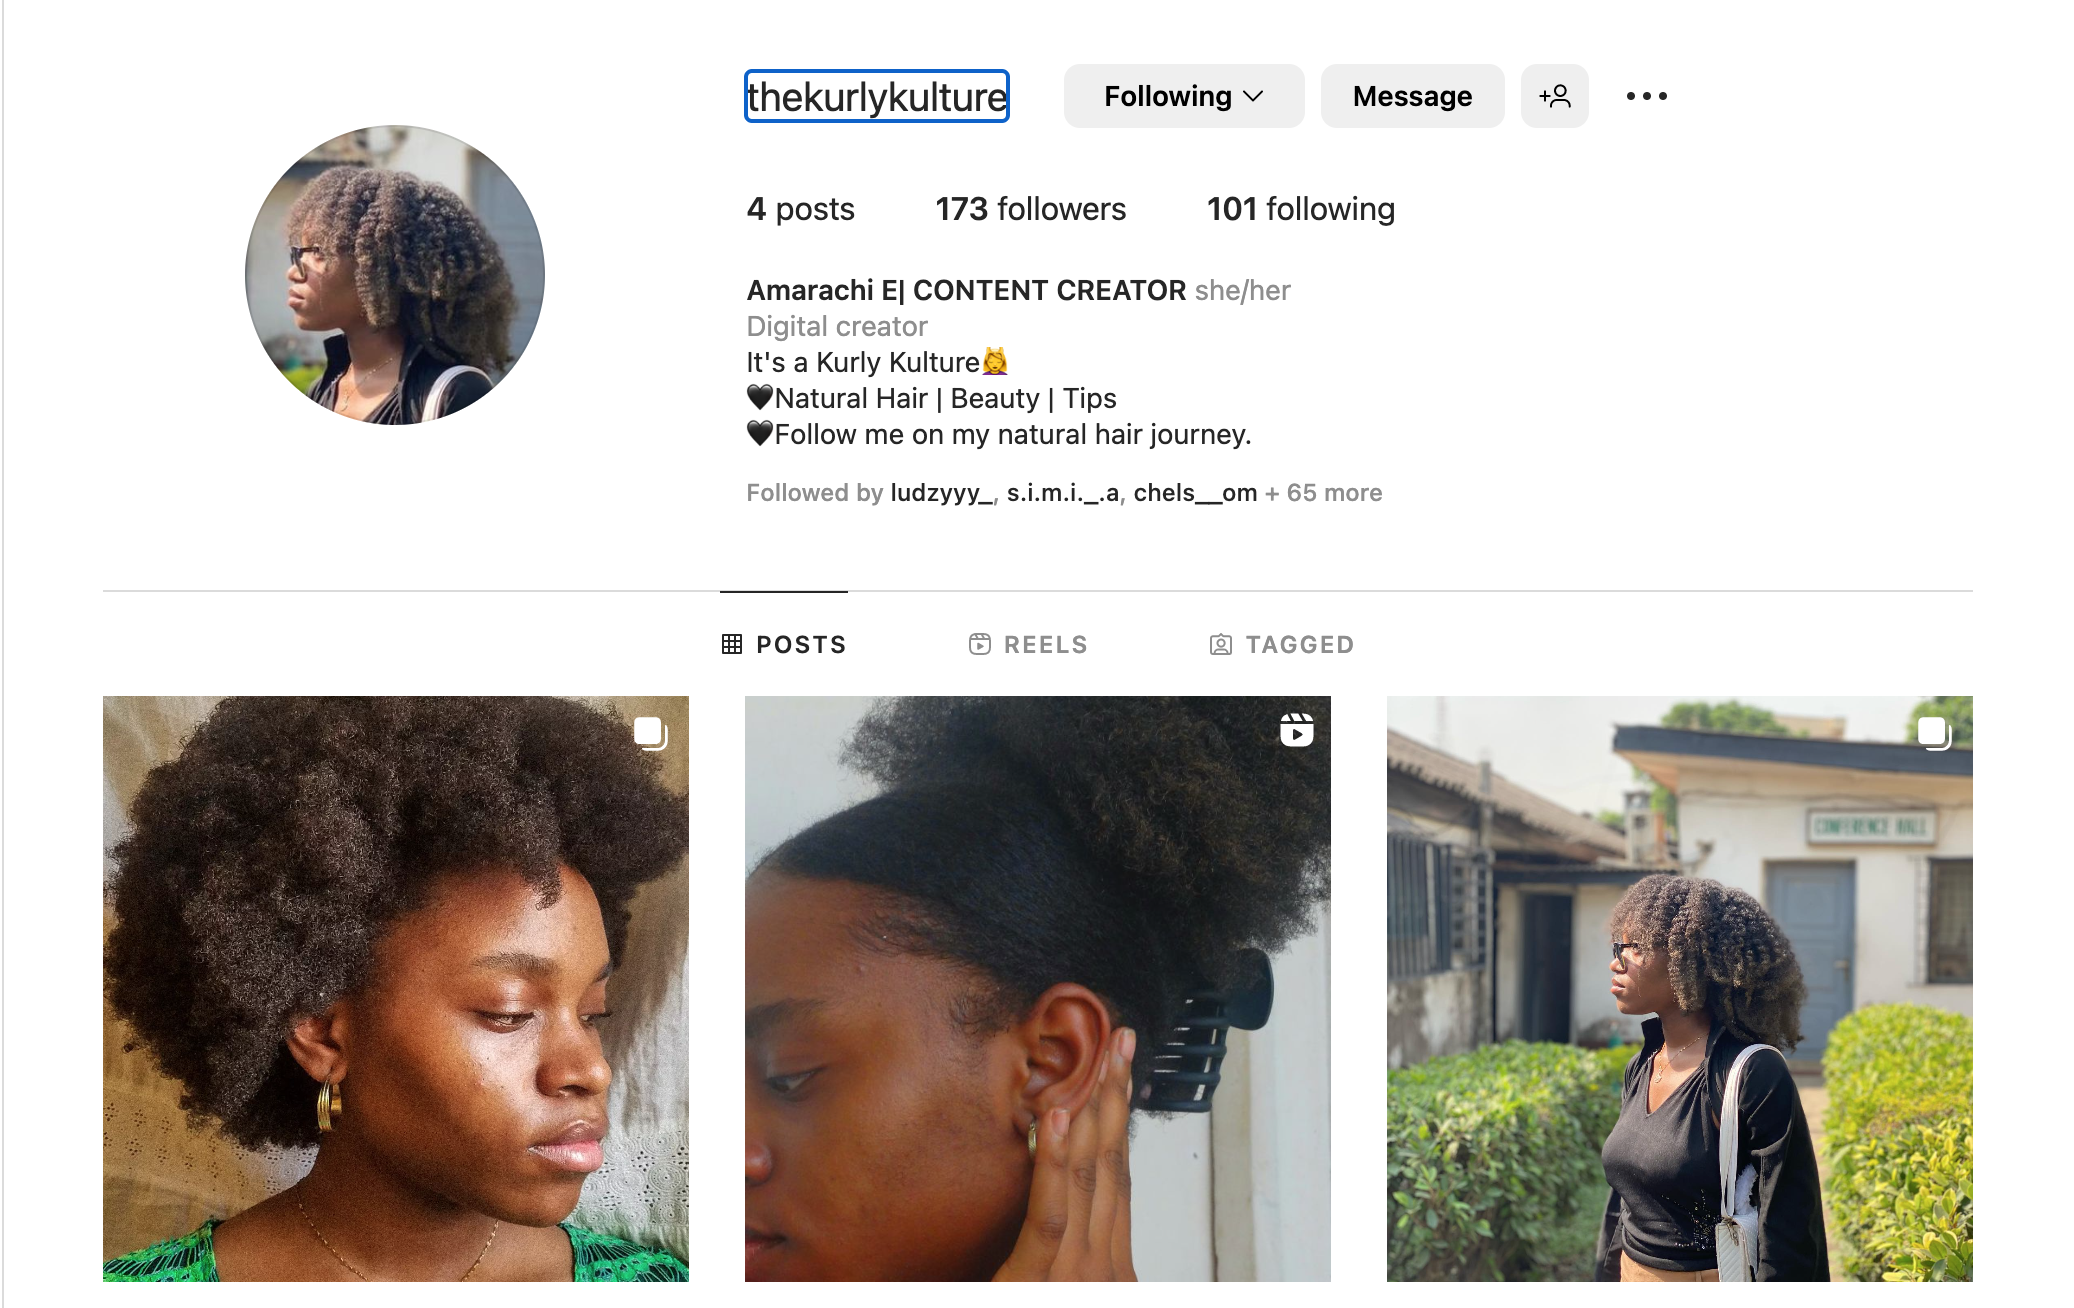 thekurlykulture
Following
Message
4 posts
173 followers
101 following
Amarachi E| CONTENT CREATOR she/her
Digital creator
It's a Kurly Kulture💆‍♀️
🖤Natural Hair | Beauty | Tips
🖤Follow me on my natural hair journey.
Followed by ludzyyy_, s.i.m.i._.a, chels__om + 65 more
POSTS
REELS
TAGGED
CONFERENCE HALL